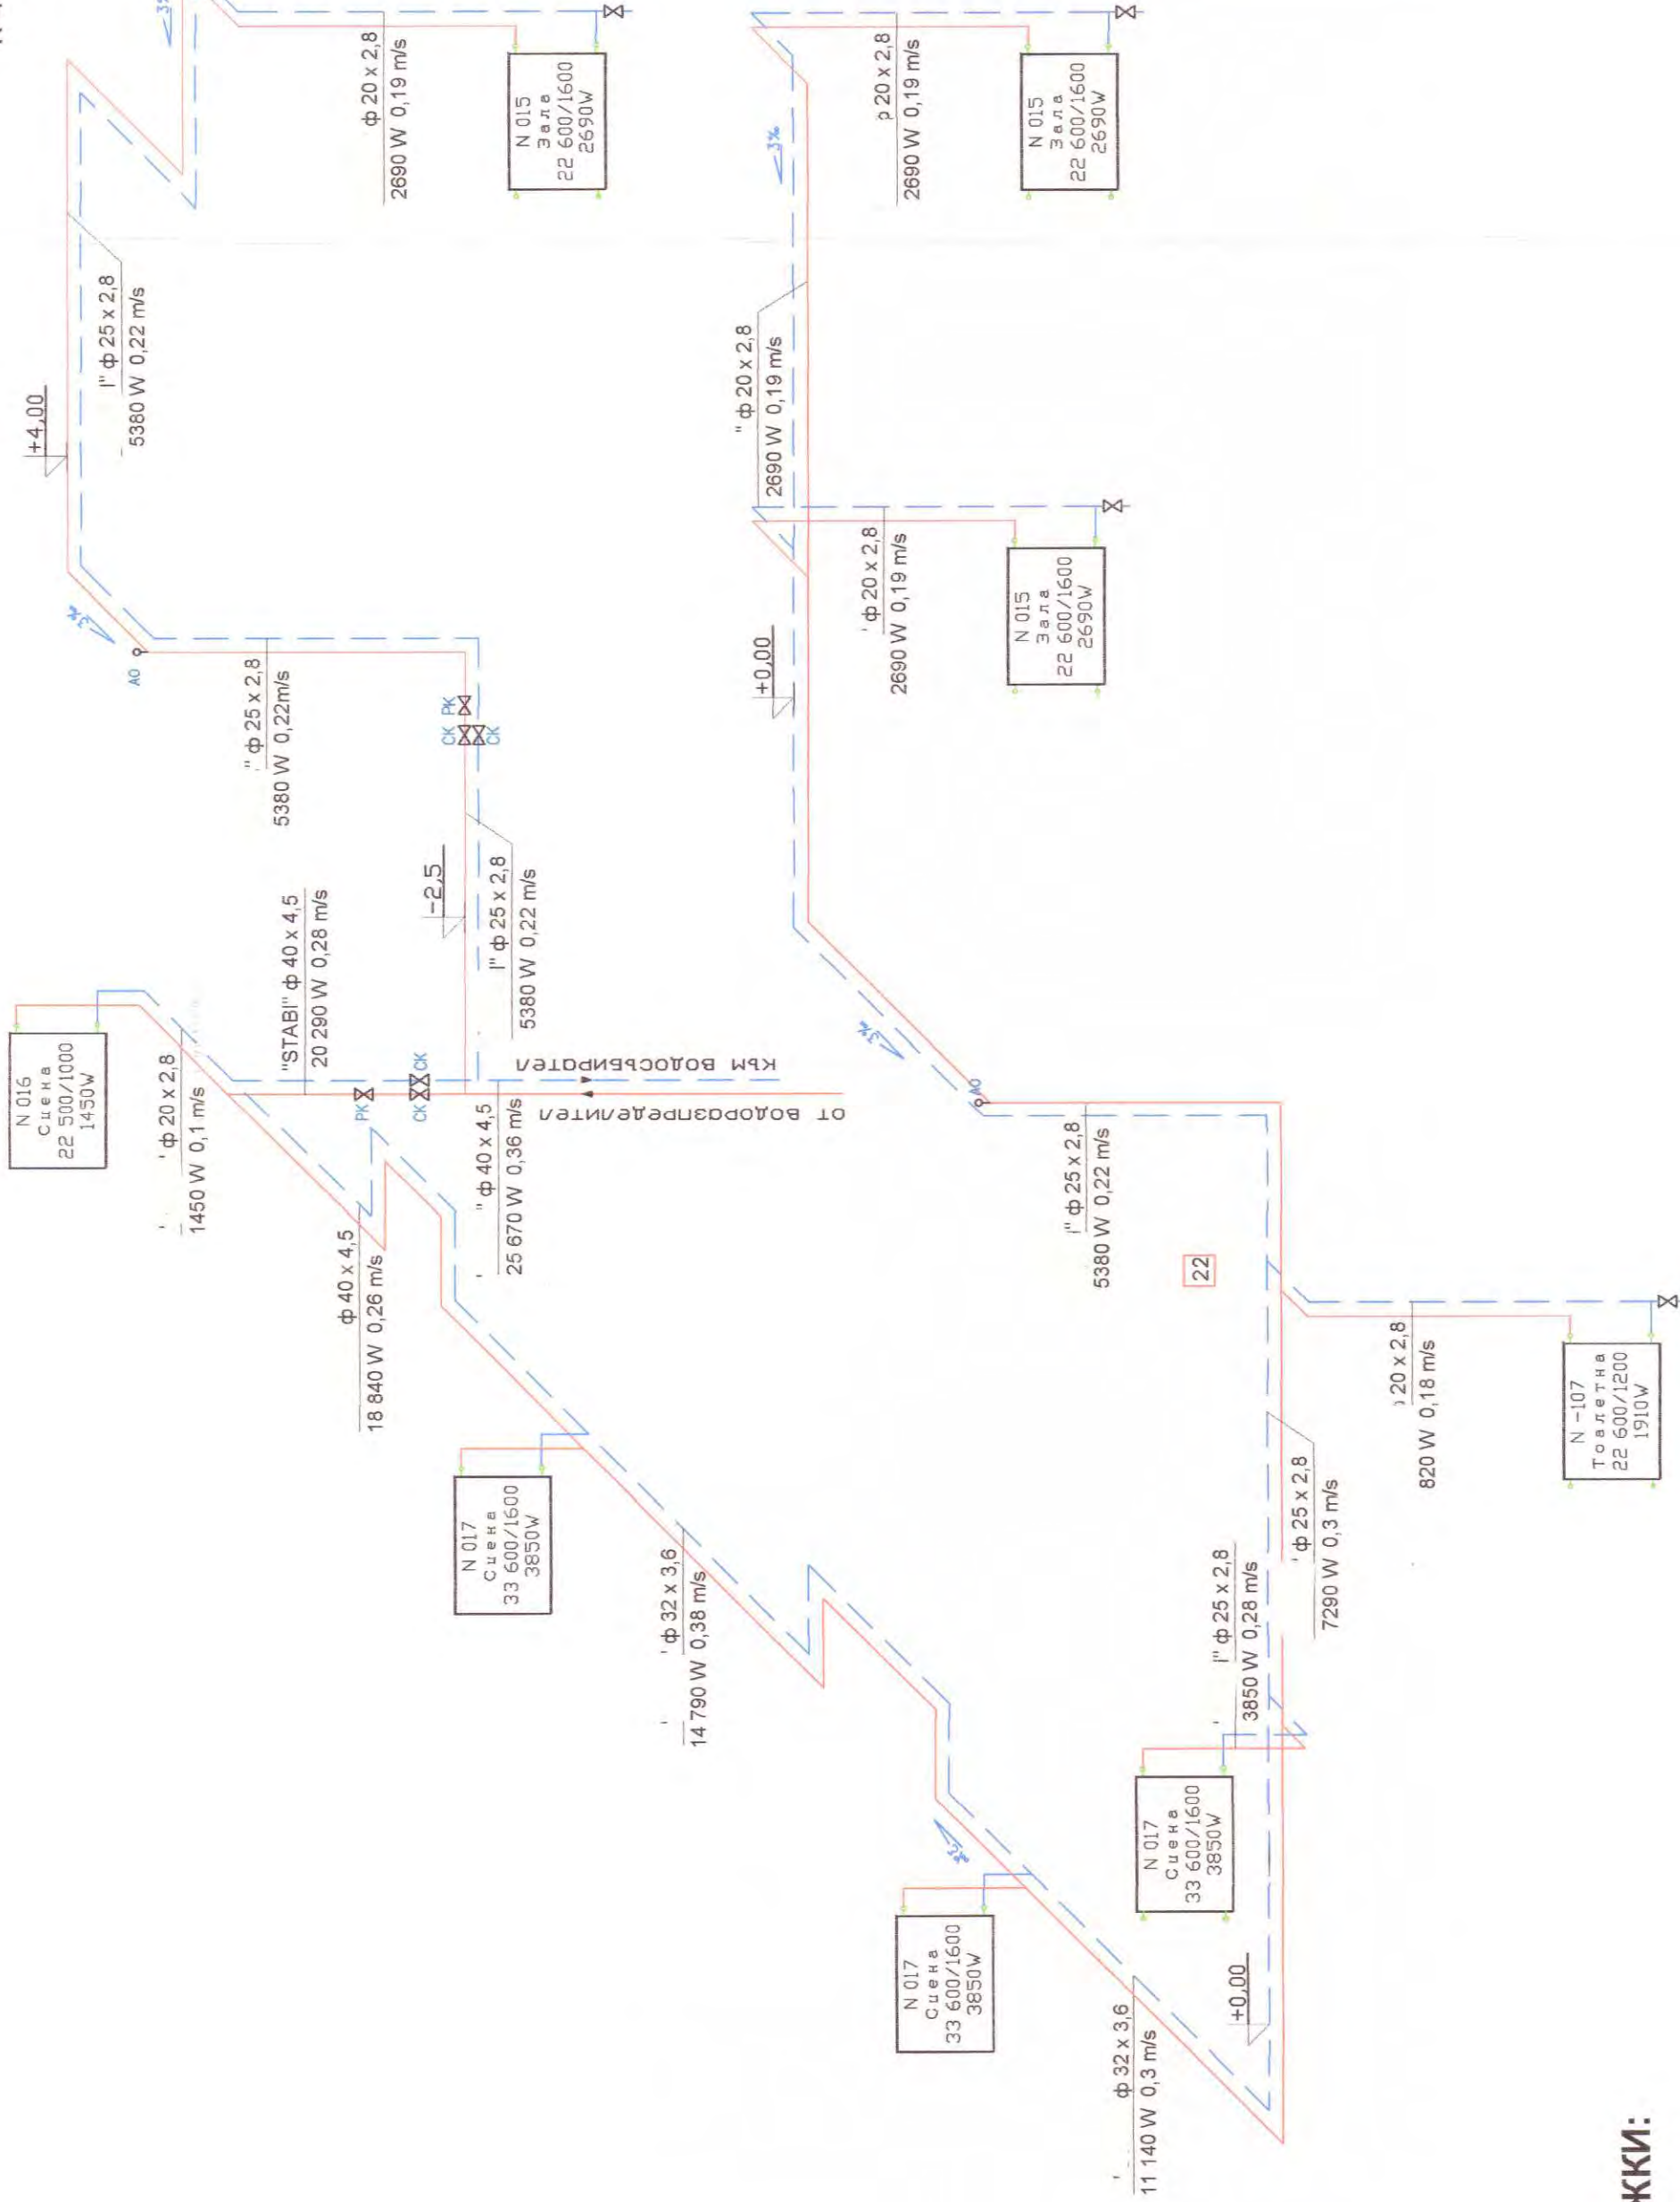 N 016
Сцена
22 500/1000
1450W
' ф 20 x 2,8
1450 W 0,1 m/s
"STABI" ф 40 x 4,5
20 290 W 0,28 m/s
РК
СК
СК
ф 40 x 4,5
18 840 W 0,26 m/s
" ф 40 x 4,5
25 670 W 0,36 m/s
към водосъбирател
от водоразпределител
-2,5
I" ф 25 x 2,8
5380 W 0,22 m/s
СК
РК
СК
" ф 25 x 2,8
5380 W 0,22m/s
АО
3‰
+4,00
I" ф 25 x 2,8
5380 W 0,22 m/s
ф 20 x 2,8
2690 W 0,19 m/s
N 015
Зала
22 600/1600
2690W
N 017
Сцена
33 600/1600
3850W
' ф 32 x 3,6
14 790 W 0,38 m/s
N 017
Сцена
33 600/1600
3850W
3‰
ф 32 x 3,6
11 140 W 0,3 m/s
+0,00
N 017
Сцена
33 600/1600
3850W
I" ф 25 x 2,8
3850 W 0,28 m/s
' ф 25 x 2,8
7290 W 0,3 m/s
22
20 x 2,8
820 W 0,18 m/s
N -107
Тоалетна
22 600/1200
1910W
I" ф 25 x 2,8
5380 W 0,22 m/s
АО
3‰
+0,00
" ф 20 x 2,8
2690 W 0,19 m/s
' ф 20 x 2,8
2690 W 0,19 m/s
N 015
Зала
22 600/1600
2690W
3‰
20 x 2,8
2690 W 0,19 m/s
N 015
Зала
22 600/1600
2690W
ЖКИ: